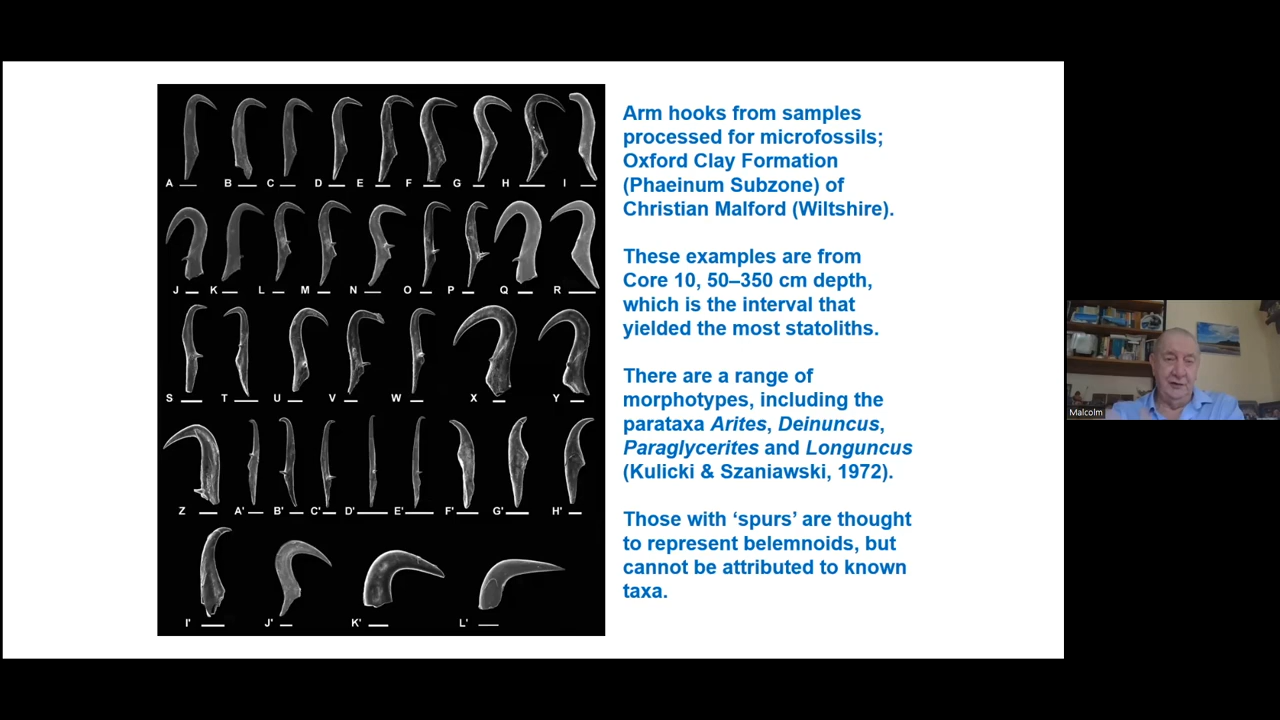 A B C D E F G H I
J K L M N O P Q R
S T U V W X Y
Z A' B' C' D' E' F' G' H'
I' J' K' L'
Arm hooks from samples
processed for microfossils;
Oxford Clay Formation
(Phaeinum Subzone) of
Christian Malford (Wiltshire).
These examples are from
Core 10, 50–350 cm depth,
which is the interval that
yielded the most statoliths.
There are a range of
morphotypes, including the
parataxa Arites, Deinuncus,
Paraglycerites and Longuncus
(Kulicki & Szaniawski, 1972).
Those with ‘spurs’ are thought
to represent belemnoids, but
cannot be attributed to known
taxa.
Malcolm